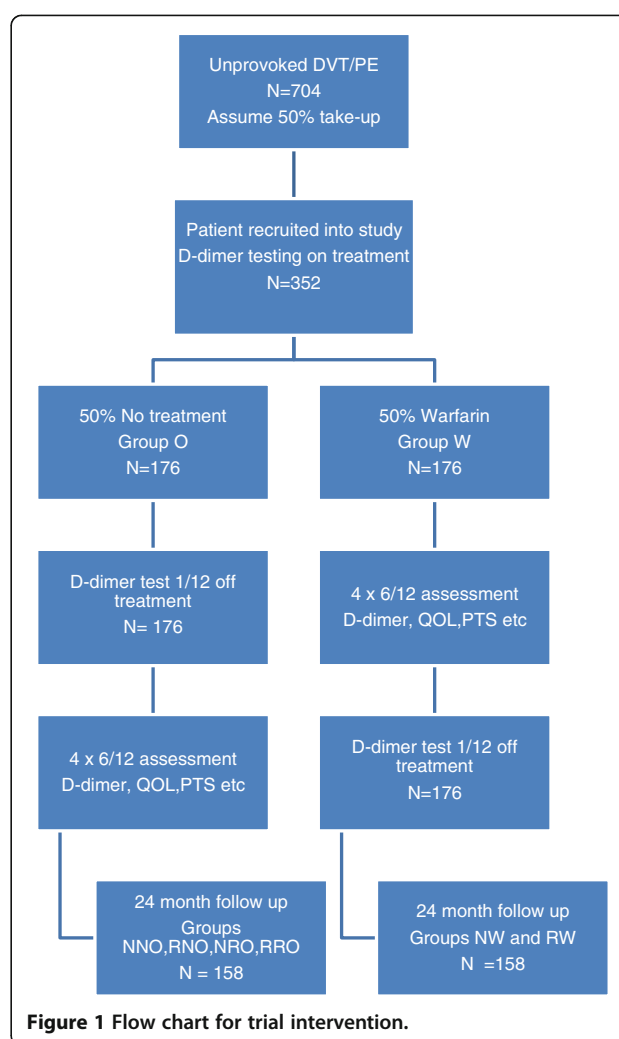 Unprovoked DVT/PE
N=704
Assume 50% take-up
Patient recruited into study
D-dimer testing on treatment
N=352
50% No treatment
Group O
N=176
50% Warfarin
Group W
N=176
D-dimer test 1/12 off
treatment
N= 176
4 x 6/12 assessment
D-dimer, QOL,PTS etc
4 x 6/12 assessment
D-dimer, QOL,PTS etc
D-dimer test 1/12 off
treatment
N=176
24 month follow up
Groups
NNO,RNO,NRO,RRO
N = 158
24 month follow up
Groups NW and RW
N =158
Figure 1 Flow chart for trial intervention.